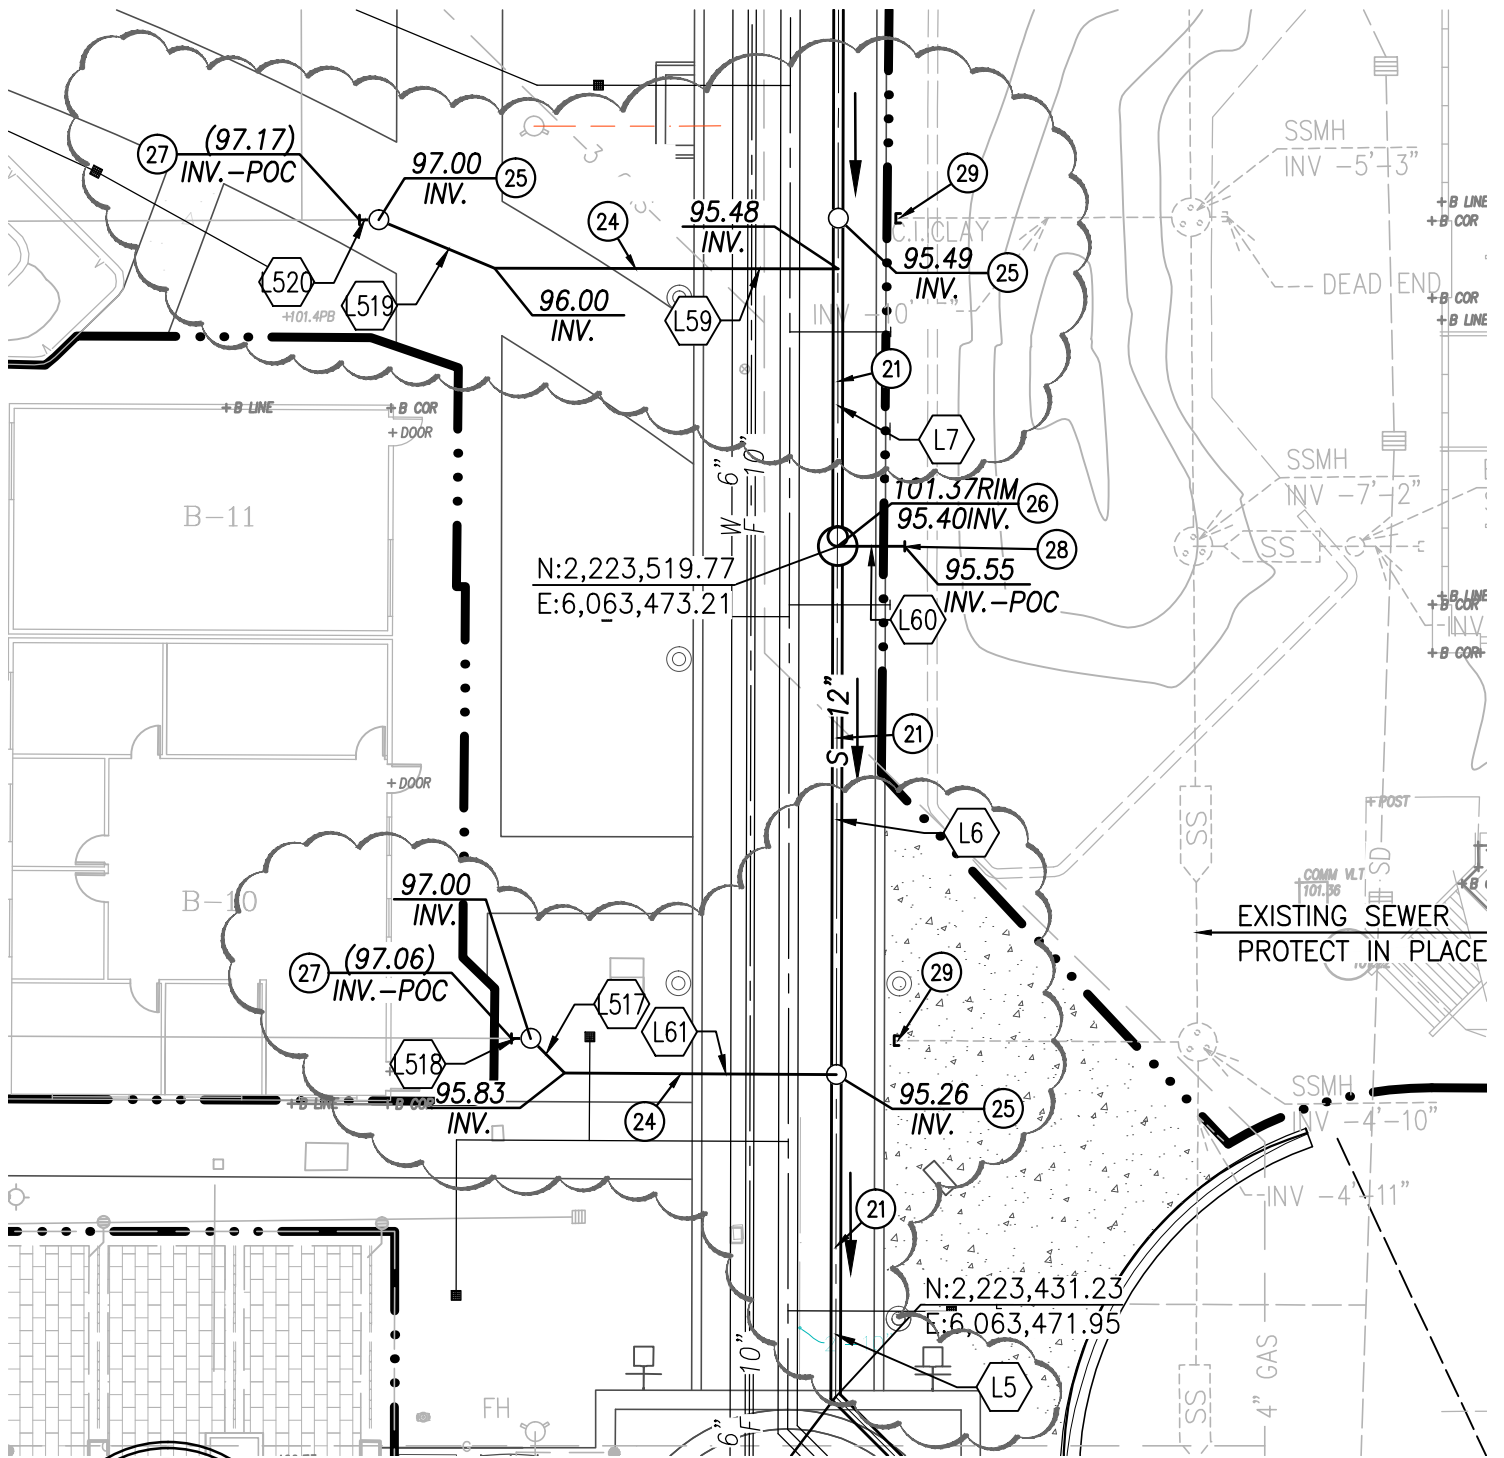 SSMH
INV -5'-3"
(97.17)
INV.-POC
27
97.00
INV.
25
29
24
95.48
INV.
C.I.CLAY
95.49
INV.
25
DEAD END
+B LINE
+B COR
+B COR
+B LINE
L520
L519
+101.4PB
96.00
INV.
L59
INV -10'
21
+B LINE
+B COR
+DOOR
L7
W 6"
F 10"
SSMH
INV -7'-2"
B-11
101.37RIM
95.40INV.
26
28
SS
N:2,223,519.77
E:6,063,473.21
95.55
INV.-POC
L60
+B LINE
+B COR
INV
+B COR
S 12"
21
+DOOR
+POST
SS
L6
SD
COMM VLT
101.36
B-10
97.00
INV.
EXISTING SEWER
PROTECT IN PLACE
(97.06)
INV.-POC
27
29
L517
L61
L518
95.83
INV.
24
95.26
INV.
25
SSMH
INV -4'-10"
+B LINE
+B COR
INV -4'-11"
21
N:2,223,431.23
E:6,063,471.95
L5
6"
F 10"
FH
SS
4" GAS